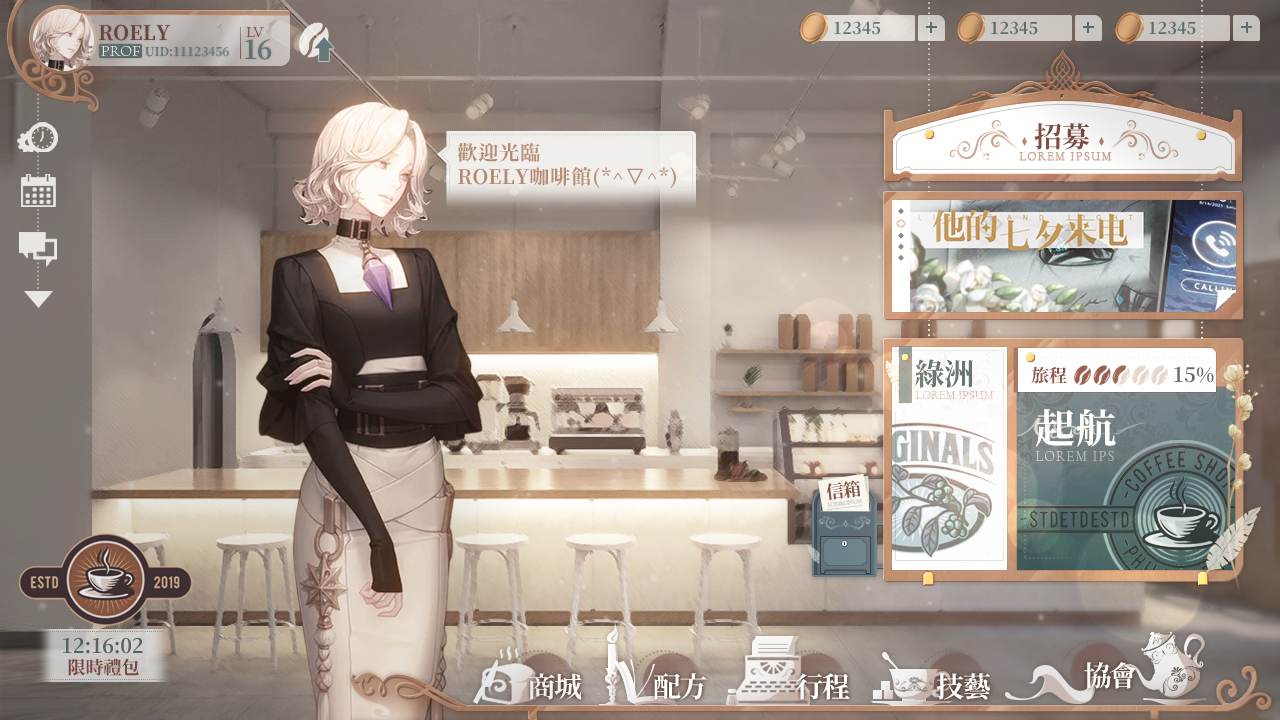 ROELY
LV
PROF UID:11123456
16
12345 +
12345 +
12345 +
歡迎光臨
ROELY咖啡館(*^▽^*)
招募
LOREM IPSUM
他的七夕来电
綠洲
LOREM IPSUM
GINALS
旅程 15%
起航
LOREM IPS
COFFEE SHO
STDETDESTD
信箱
ESTD 2019
12:16:02
限時禮包
商城
配方
行程
技藝
協會